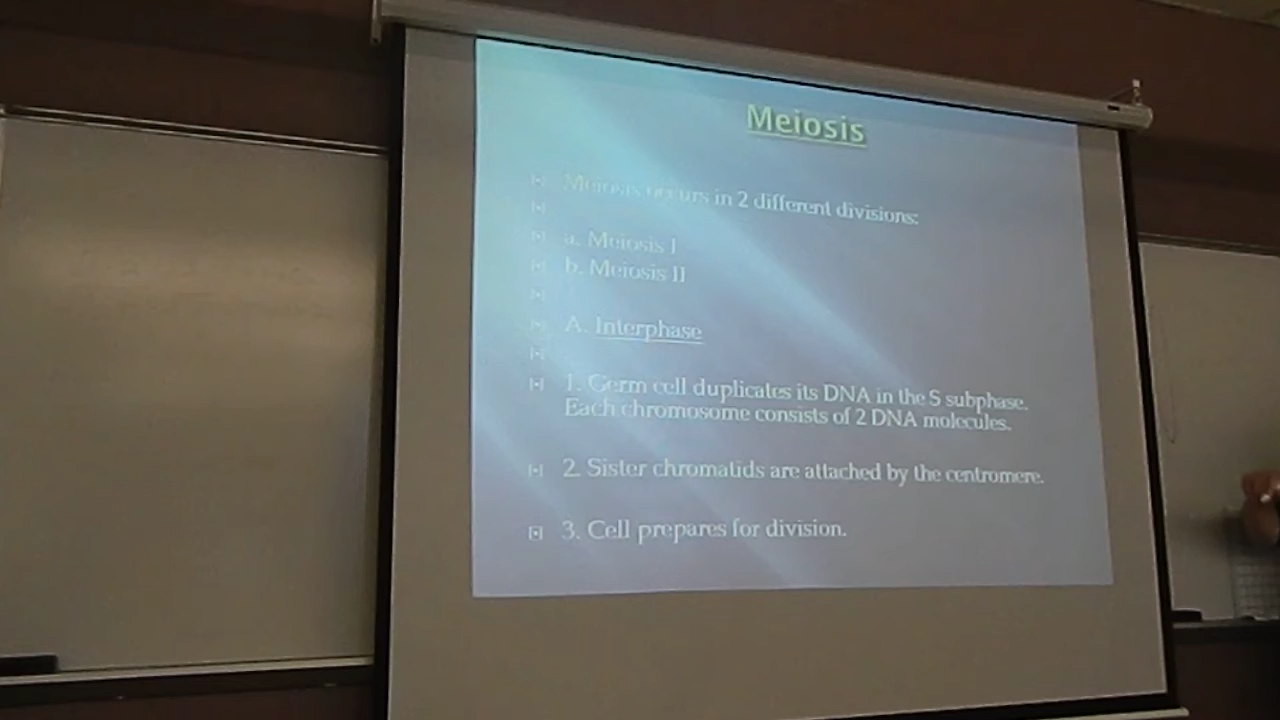 Meiosis
Meiosis occurs in 2 different divisions:
a. Meiosis I
b. Meiosis II
A. Interphase
1. Germ cell duplicates its DNA in the S subphase.
Each chromosome consists of 2 DNA molecules.
2. Sister chromatids are attached by the centromere.
3. Cell prepares for division.